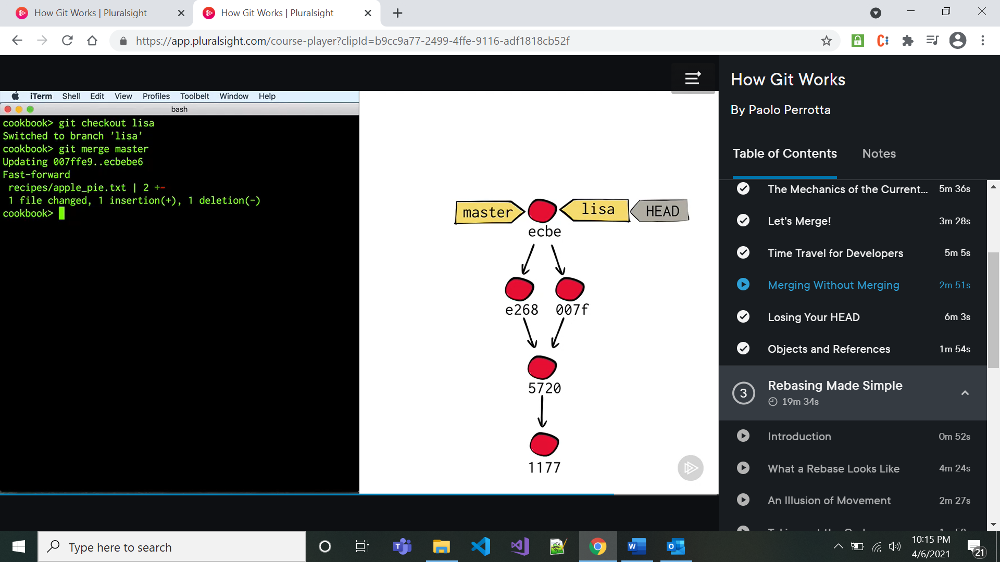 How Git Works | Pluralsight
How Git Works | Pluralsight
https://app.pluralsight.com/course-player?clipId=b9cc9a77-2499-4ffe-9116-adf1818cb52f
iTerm Shell Edit View Profiles Toolbelt Window Help
bash
cookbook> git checkout lisa
Switched to branch 'lisa'
cookbook> git merge master
Updating 007ffe9..ecbebe6
Fast-forward
recipes/apple_pie.txt | 2 +-
1 file changed, 1 insertion(+), 1 deletion(-)
cookbook>
master
lisa
HEAD
ecbe
e268 007f
5720
1177
How Git Works
By Paolo Perrotta
Table of Contents Notes
The Mechanics of the Current... 5m 36s
Let's Merge! 3m 28s
Time Travel for Developers 5m 5s
Merging Without Merging 2m 51s
Losing Your HEAD 6m 3s
Objects and References 1m 54s
3 Rebasing Made Simple
19m 34s
Introduction 0m 52s
What a Rebase Looks Like 4m 24s
An Illusion of Movement 2m 27s
Type here to search
10:15 PM
4/6/2021
21